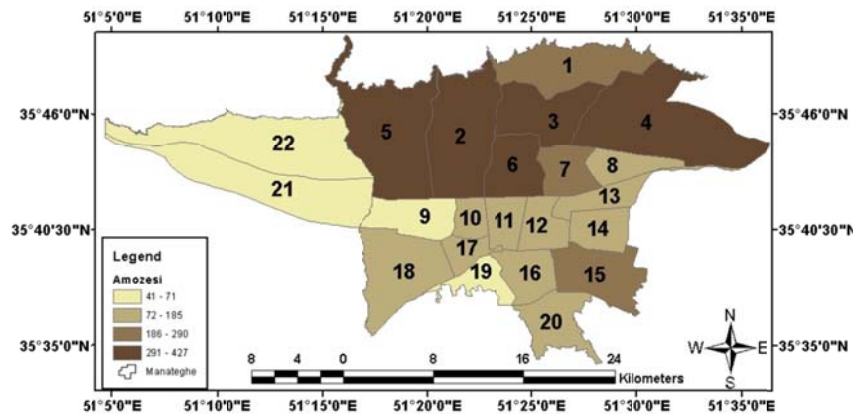 51°5'0"E 51°10'0"E 51°15'0"E 51°20'0"E 51°25'0"E 51°30'0"E 51°35'0"E
1
35°46'0"N 35°46'0"N
5 2 3 4
22
6 7 8
21 13
9 10 11 12 14
35°40'30"N 35°40'30"N
17
18 19 16 15
20
Legend
Amozesi
41 - 71
72 - 185
186 - 290
291 - 427
Manateghe
35°35'0"N 35°35'0"N
N
W E
S
8 4 0 8 16 24
Kilometers
51°5'0"E 51°10'0"E 51°15'0"E 51°20'0"E 51°25'0"E 51°30'0"E 51°35'0"E